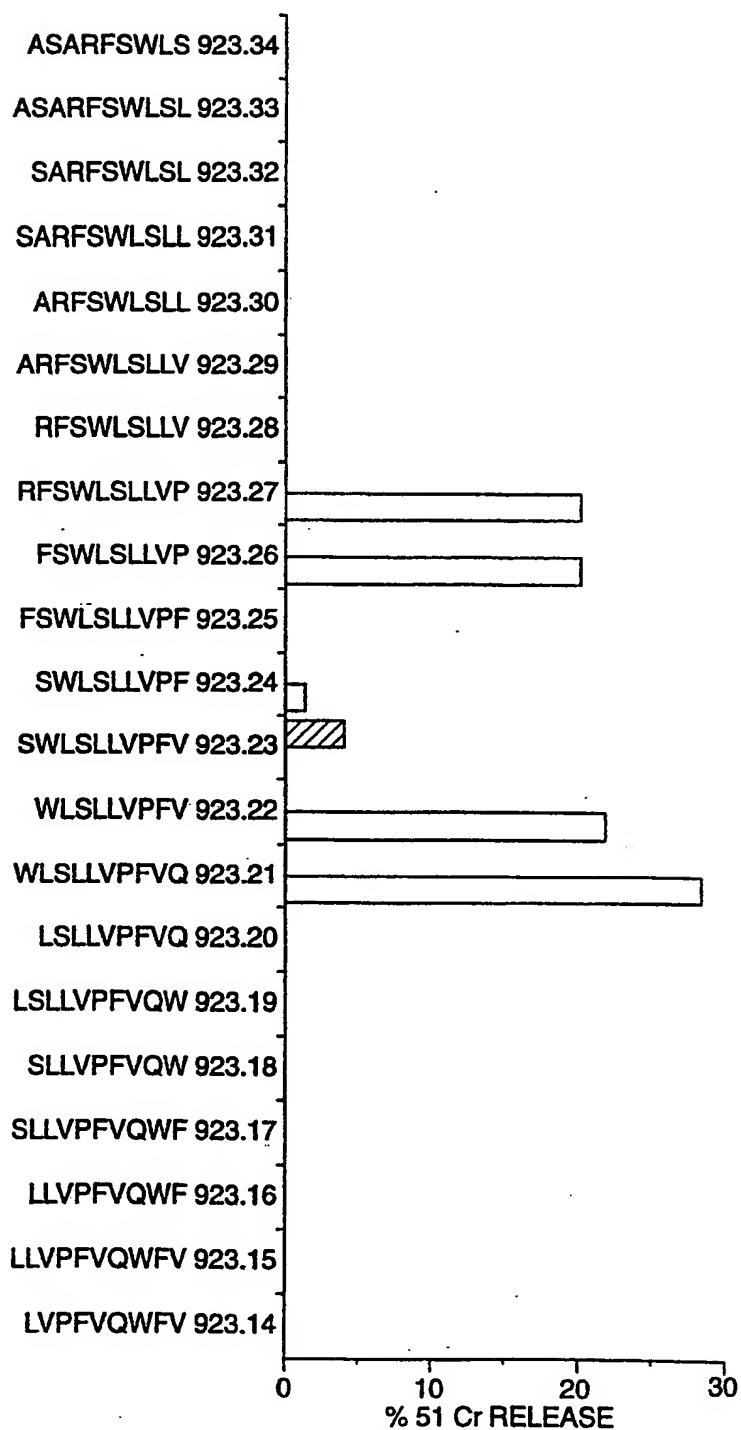 ASARFSWLS 923.34
ASARFSWLSL 923.33
SARFSWLSL 923.32
SARFSWLSLL 923.31
ARFSWLSLL 923.30
ARFSWLSLLV 923.29
RFSWLSLLV 923.28
RFSWLSLLVP 923.27
FSWLSLLVP 923.26
FSWLSLLVPF 923.25
SWLSLLVPF 923.24
SWLSLLVPFV 923.23
WLSLLVPFV 923.22
WLSLLVPFVQ 923.21
LSLLVPFVQ 923.20
LSLLVPFVQW 923.19
SLLVPFVQW 923.18
SLLVPFVQWF 923.17
LLVPFVQWF 923.16
LLVPFVQWFV 923.15
LVPFVQWFV 923.14
0 10 20 30
% 51 Cr RELEASE